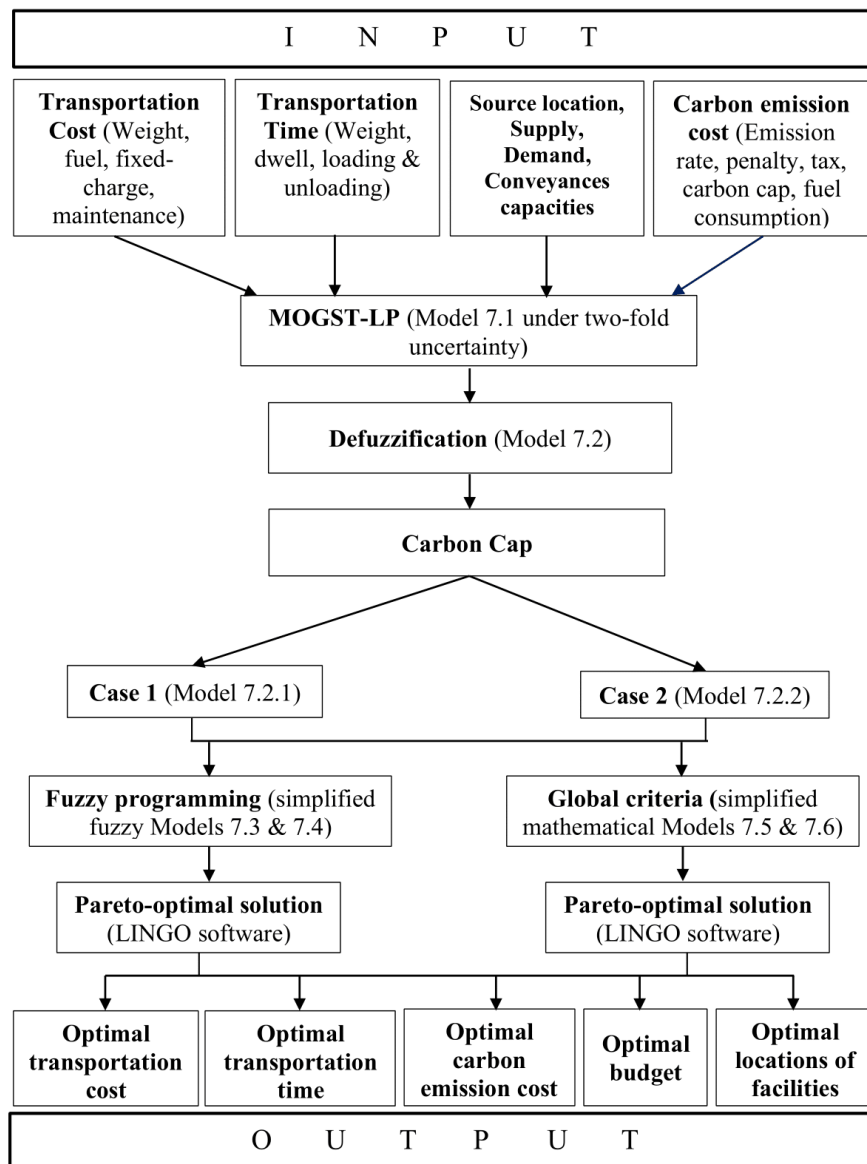 I N P U T
Transportation
Cost (Weight,
fuel, fixed-
charge,
maintenance)
Transportation
Time (Weight,
dwell, loading &
unloading)
Source location,
Supply,
Demand,
Conveyances
capacities
Carbon emission
cost (Emission
rate, penalty, tax,
carbon cap, fuel
consumption)
MOGST-LP (Model 7.1 under two-fold
uncertainty)
Defuzzification (Model 7.2)
Carbon Cap
Case 1 (Model 7.2.1)
Case 2 (Model 7.2.2)
Fuzzy programming (simplified
fuzzy Models 7.3 & 7.4)
Global criteria (simplified
mathematical Models 7.5 & 7.6)
Pareto-optimal solution
(LINGO software)
Pareto-optimal solution
(LINGO software)
Optimal
transportation
cost
Optimal
transportation
time
Optimal
carbon
emission cost
Optimal
budget
Optimal
locations of
facilities
O U T P U T